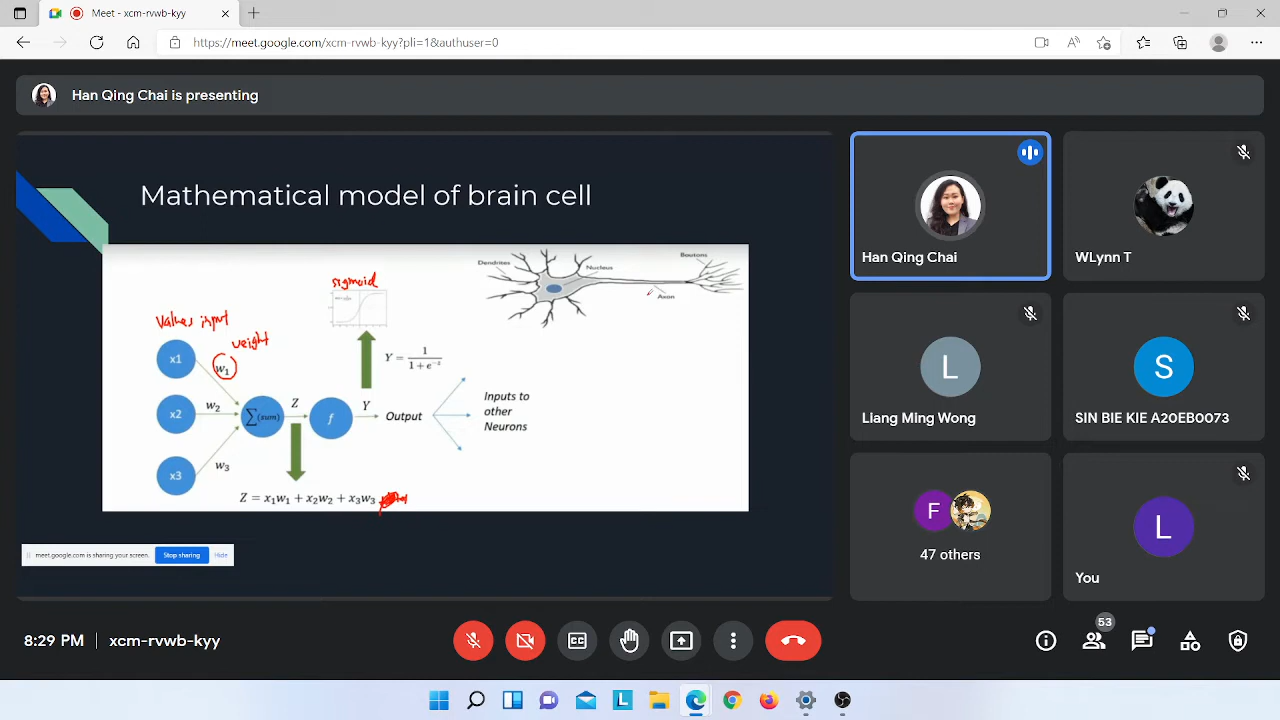 Meet - xcm-rvwb-kyy
https://meet.google.com/xcm-rvwb-kyy?pli=1&authuser=0
Han Qing Chai is presenting
Mathematical model of brain cell
Dendrites
Nucleus
Boutons
Axon
sigmoid
Values input
weight
x1
w₁
x2
w₂
x3
w₃
∑(sum)
Z
f
Y
Y = 1 / (1 + e⁻ᶻ)
Output
Inputs to
other
Neurons
Z = x₁w₁ + x₂w₂ + x₃w₃
meet.google.com is sharing your screen.
Stop sharing
Hide
Han Qing Chai
WLynn T
L
Liang Ming Wong
S
SIN BIE KIE A20EB0073
F
47 others
L
You
8:29 PM
xcm-rvwb-kyy
CC
53
L